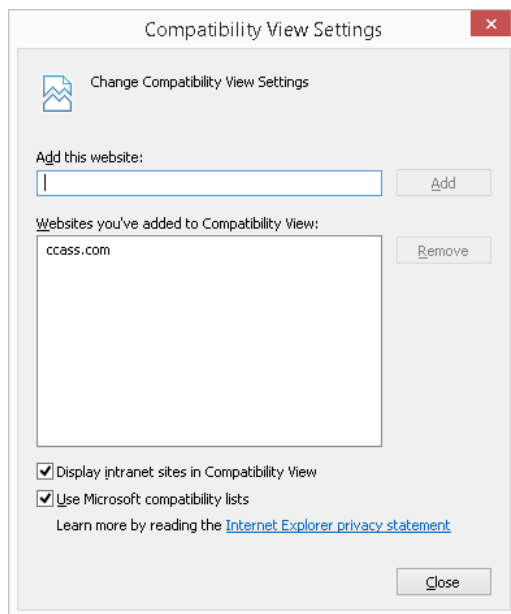 Compatibility View Settings
Change Compatibility View Settings
Add this website:
Add
Websites you've added to Compatibility View:
ccass.com
Remove
Display intranet sites in Compatibility View
Use Microsoft compatibility lists
Learn more by reading the Internet Explorer privacy statement
Close